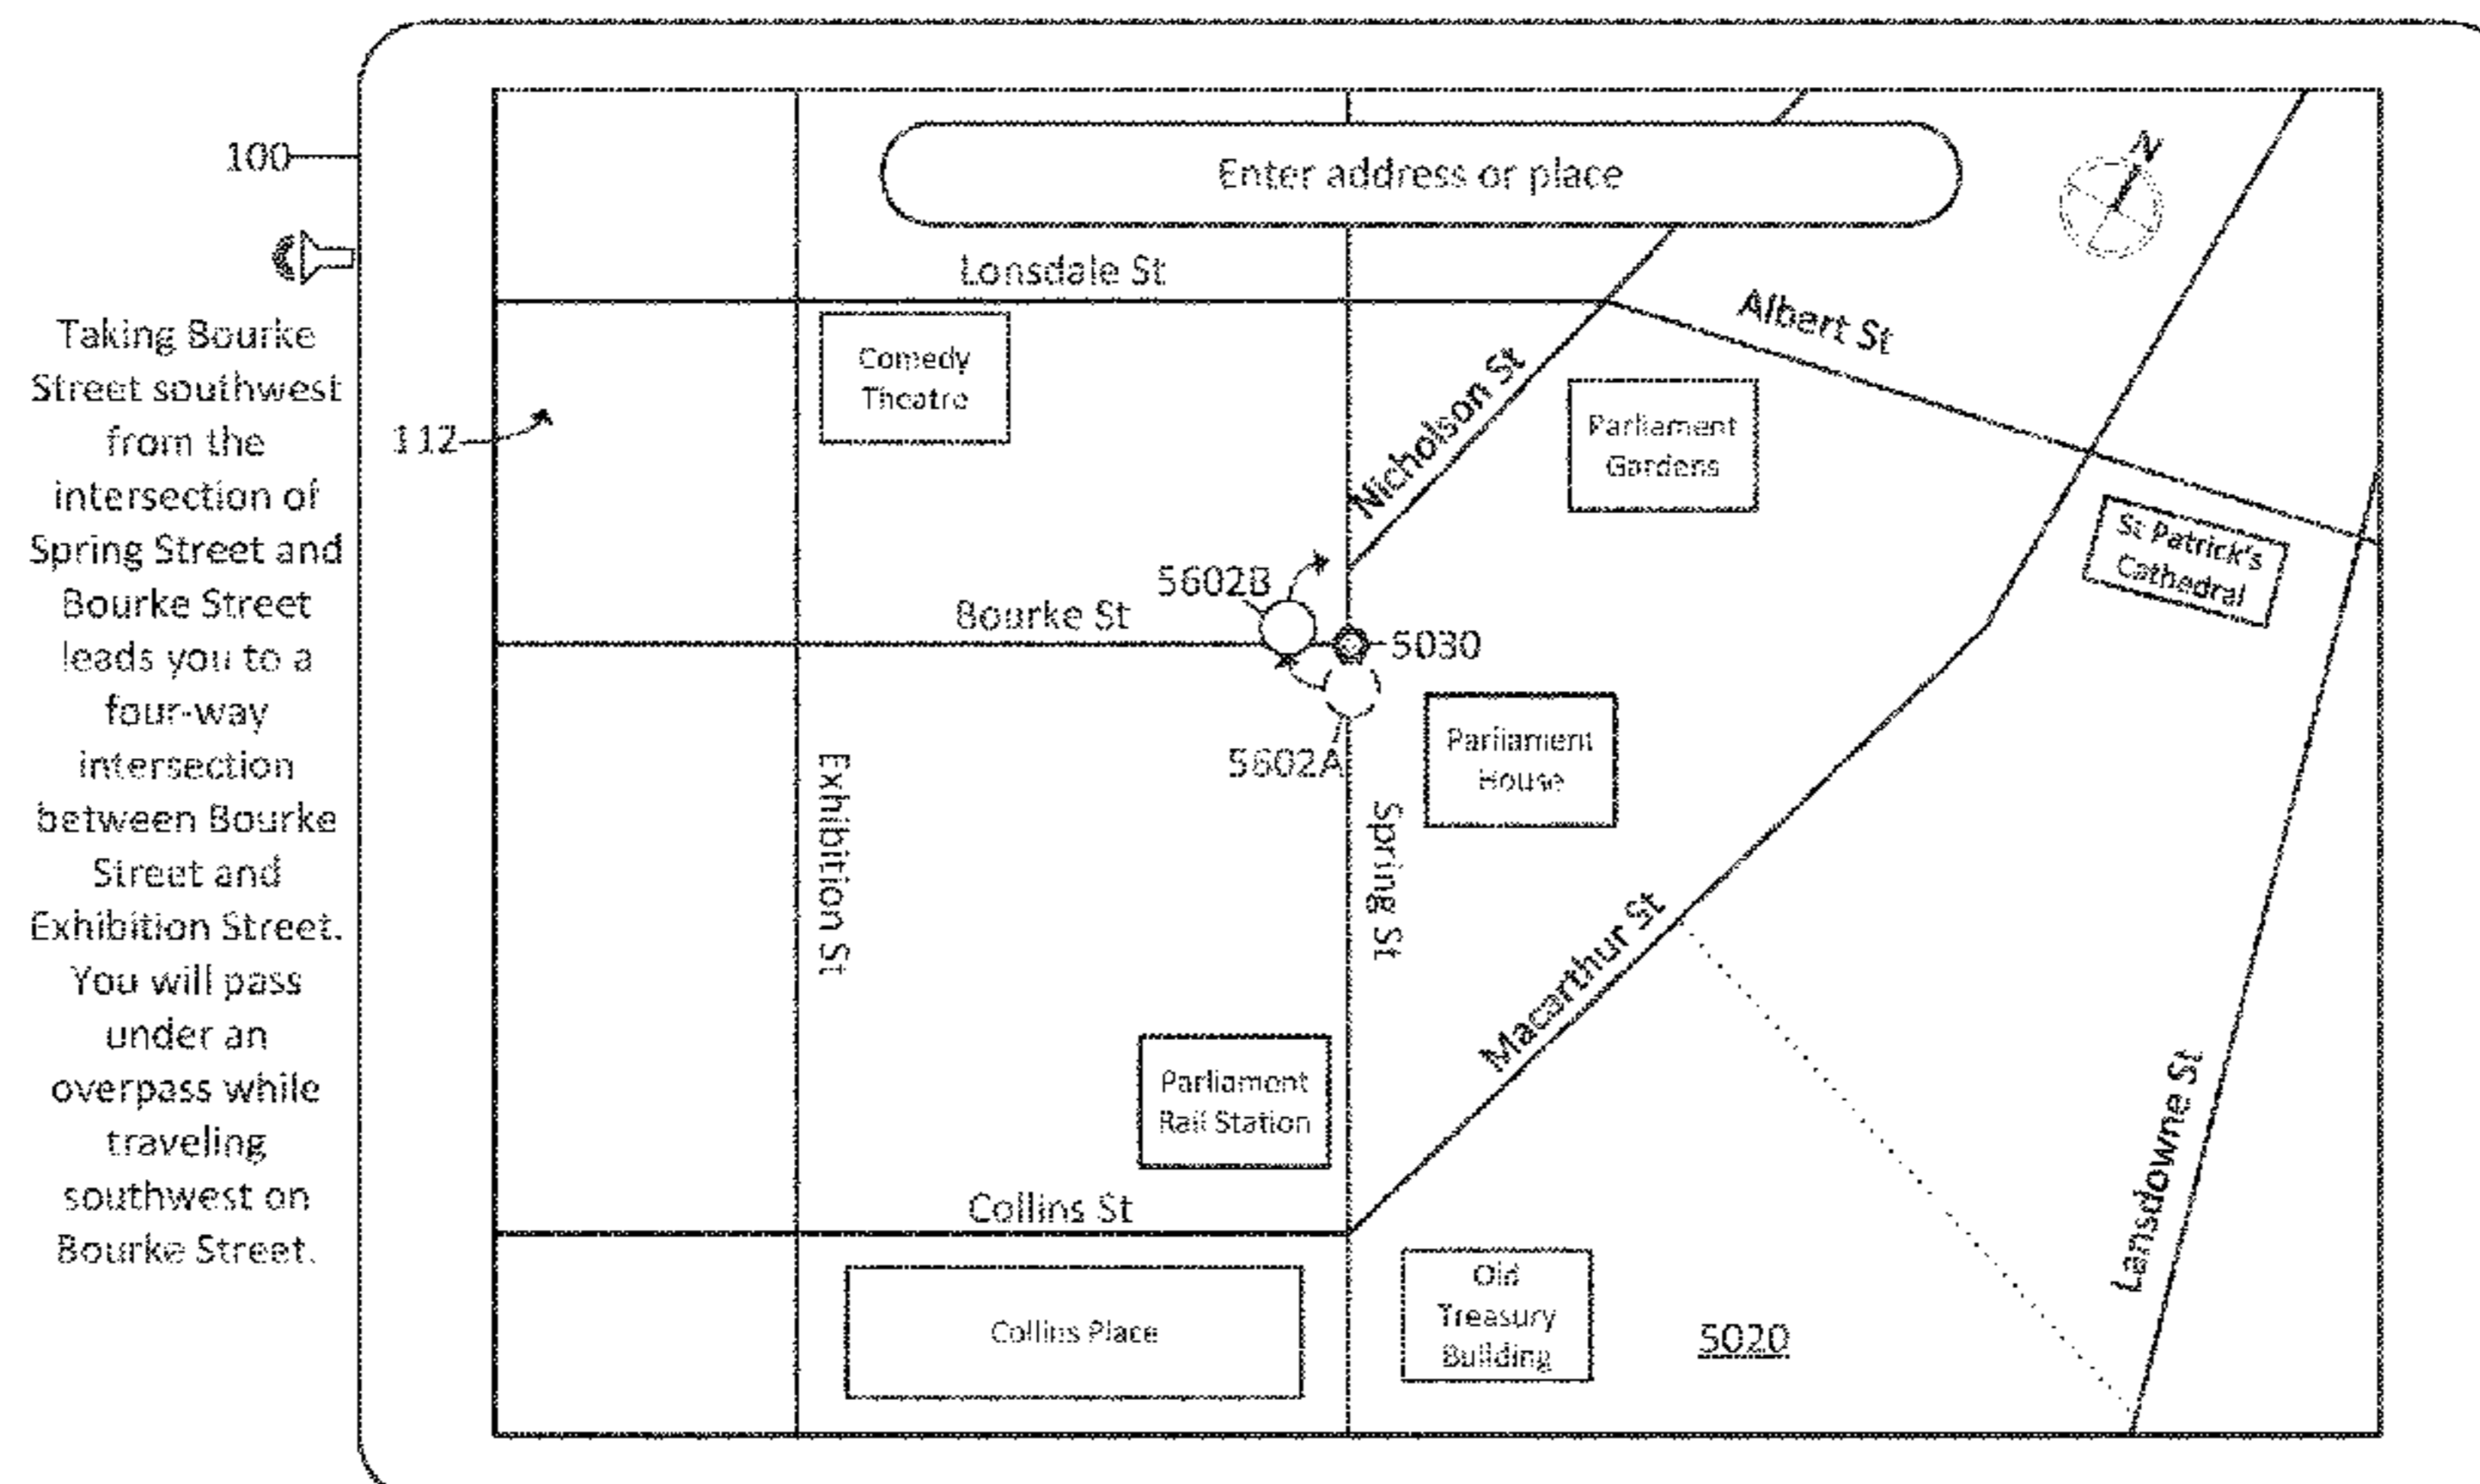 100
Taking Bourke
Street southwest
from the
intersection of
Spring Street and
Bourke Street
leads you to a
four-way
intersection
between Bourke
Street and
Exhibition Street.
You will pass
under an
overpass while
traveling
southwest on
Bourke Street.
112
Enter address or place
N
Lonsdale St
Albert St
Comedy
Theatre
Nicholson St
Parliament
Gardens
St Patrick's
Cathedral
5602B
Bourke St
5030
5602A
Parliament
House
Exhibition St
Spring St
Macarthur St
Parliament
Rail Station
Lansdowne St
Collins St
Collins Place
Old
Treasury
Building
5020